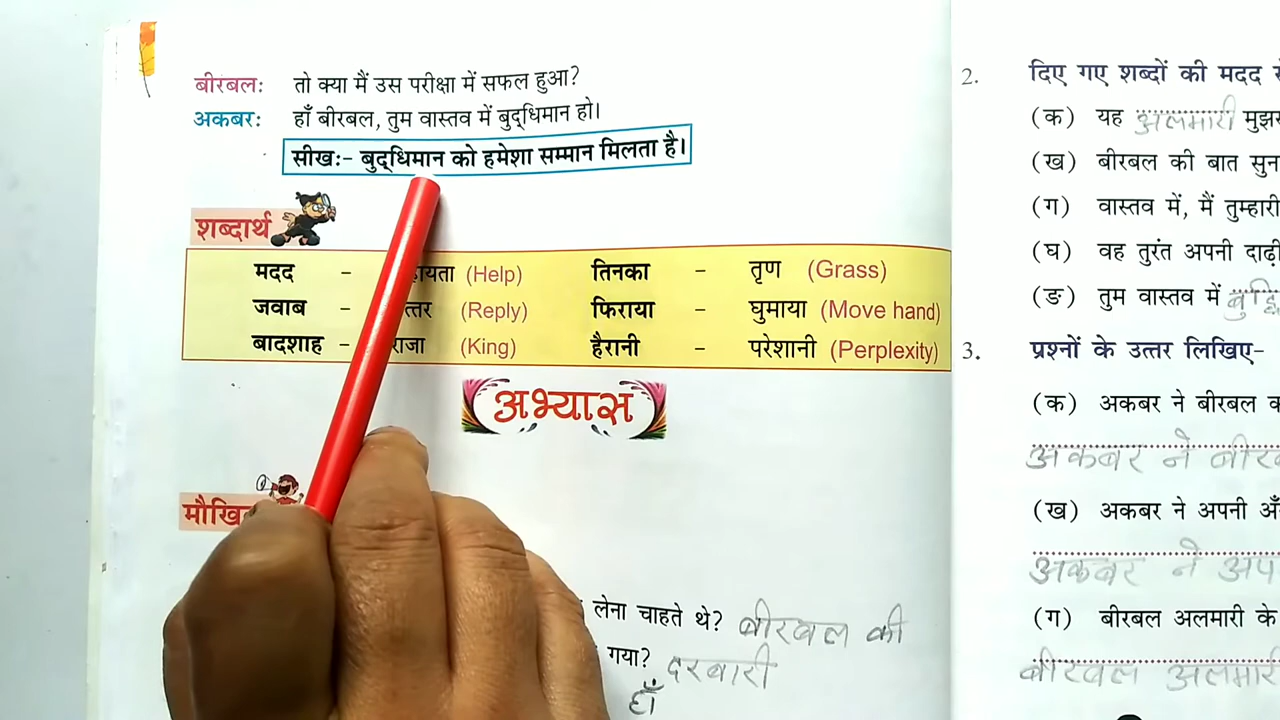 बीरबलः तो क्या मैं उस परीक्षा में सफल हुआ?
अकबरः हाँ बीरबल, तुम वास्तव में बुद्धिमान हो।
सीखः- बुद्धिमान को हमेशा सम्मान मिलता है।
शब्दार्थ
मदद - (Help) तिनका - तृण (Grass)
जवाब - (Reply) फिराया - घुमाया (Move hand)
बादशाह - राजा (King) हैरानी - परेशानी (Perplexity)
अभ्यास
लेना चाहते थे? बीरबल की
गया? दरबारी
हाँ
2. दिए गए शब्दों की मदद
(क) यह अलमारी
(ख) बीरबल की बात सुन
(ग) वास्तव में, मैं तुम्हारी
(घ) वह तुरंत अपनी दाढ़ी
(ङ) तुम वास्तव में
3. प्रश्नों के उत्तर लिखिए-
(क) अकबर ने बीरबल
अकबर ने
(ख) अकबर ने अपनी
अकबर ने
(ग) बीरबल अलमारी के
बीरबल अलमारी